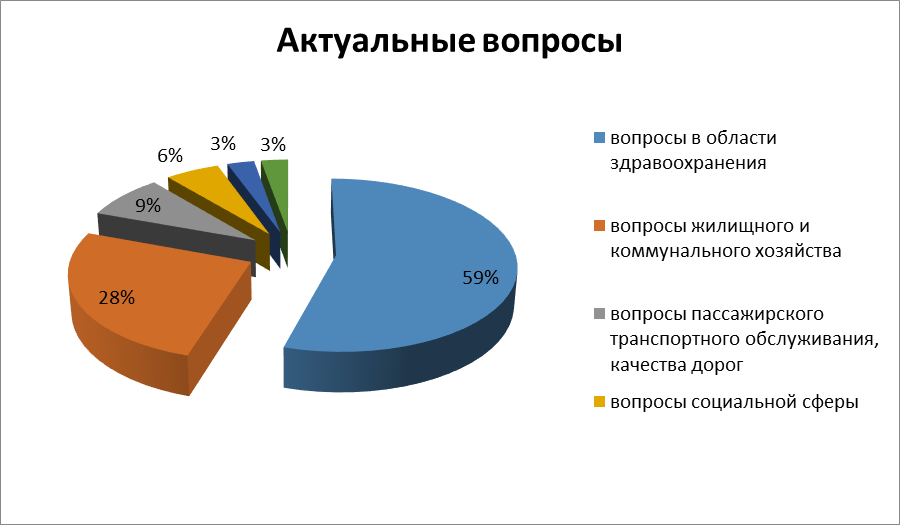 Актуальные вопросы
3%
3%
6%
9%
59%
28%
вопросы в области
здравоохранения
вопросы жилищного и
коммунального хозяйства
вопросы пассажирского
транспортного обслуживания,
качества дорог
вопросы социальной сферы